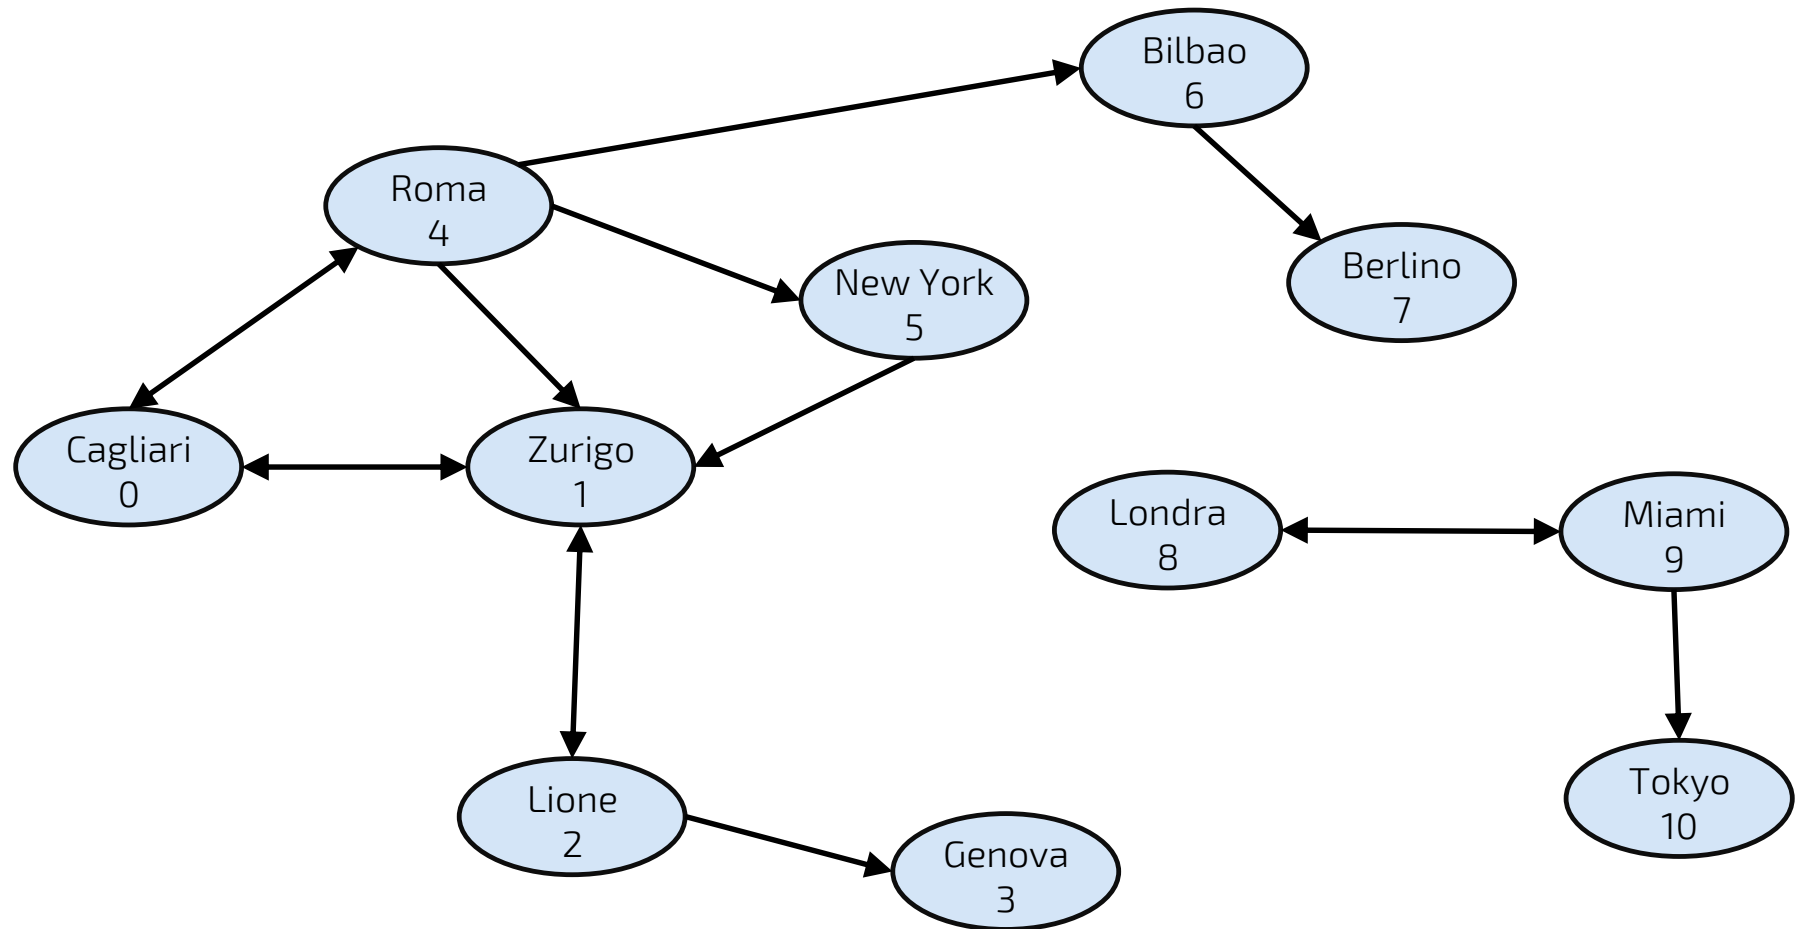 Bilbao
6
Roma
4
Berlino
7
New York
5
Cagliari
0
Zurigo
1
Londra
8
Miami
9
Lione
2
Tokyo
10
Genova
3